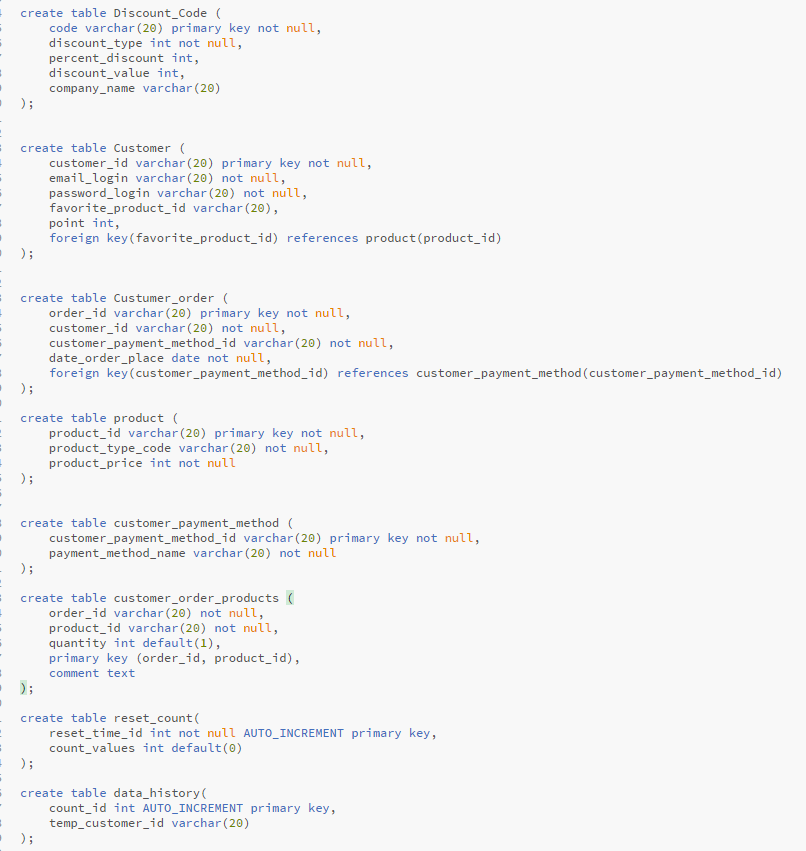 create table Discount_Code (
code varchar(20) primary key not null,
discount_type int not null,
percent_discount int,
discount_value int,
company_name varchar(20)
);
create table Customer (
customer_id varchar(20) primary key not null,
email_login varchar(20) not null,
password_login varchar(20) not null,
favorite_product_id varchar(20),
point int,
foreign key(favorite_product_id) references product(product_id)
);
create table Custumer_order (
order_id varchar(20) primary key not null,
customer_id varchar(20) not null,
customer_payment_method_id varchar(20) not null,
date_order_place date not null,
foreign key(customer_payment_method_id) references customer_payment_method(customer_payment_method_id)
);
create table product (
product_id varchar(20) primary key not null,
product_type_code varchar(20) not null,
product_price int not null
);
create table customer_payment_method (
customer_payment_method_id varchar(20) primary key not null,
payment_method_name varchar(20) not null
);
create table customer_order_products (
order_id varchar(20) not null,
product_id varchar(20) not null,
quantity int default(1),
primary key (order_id, product_id),
comment text
);
create table reset_count(
reset_time_id int not null AUTO_INCREMENT primary key,
count_values int default(0)
);
create table data_history(
count_id int AUTO_INCREMENT primary key,
temp_customer_id varchar(20)
);